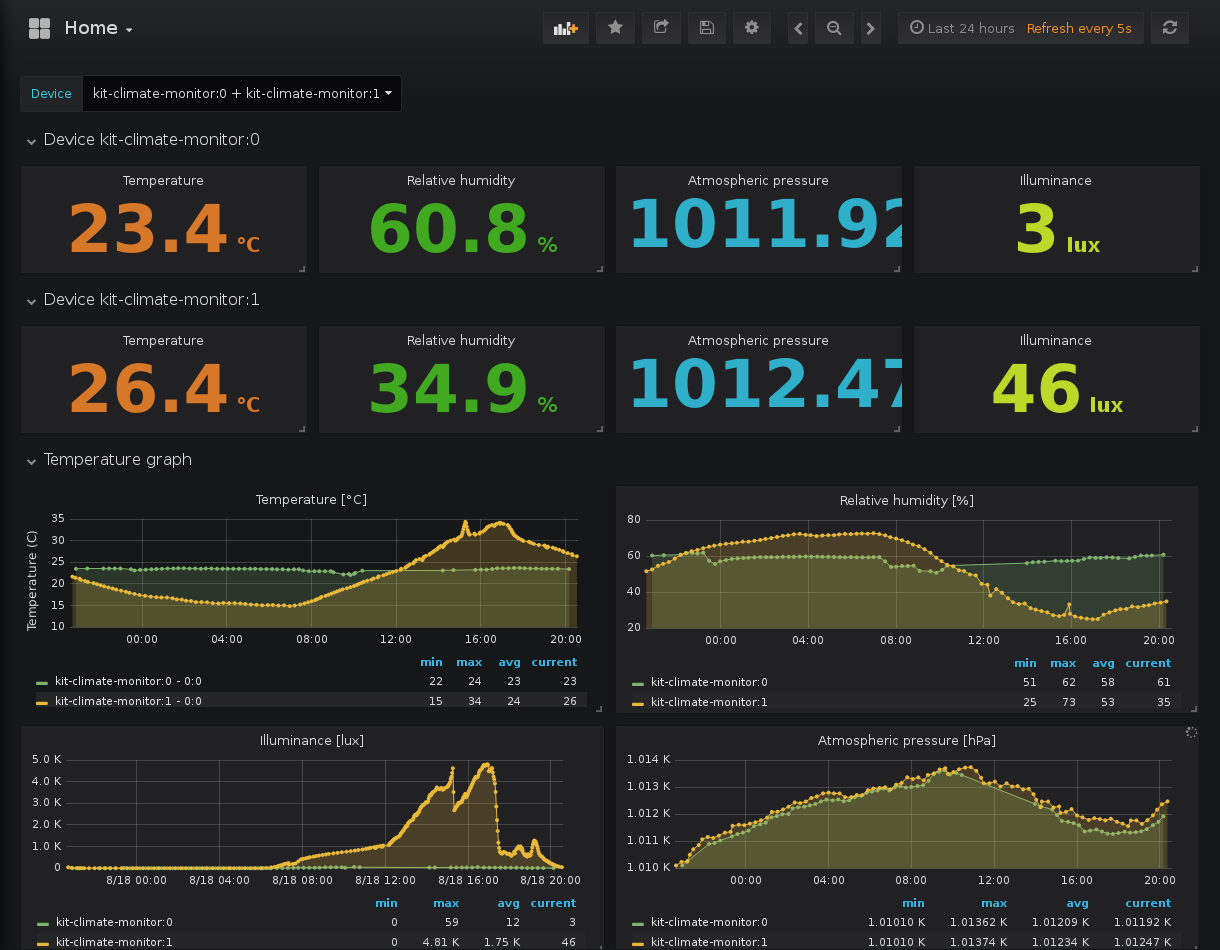 Home
Last 24 hours Refresh every 5s
Device kit-climate-monitor:0 + kit-climate-monitor:1
Device kit-climate-monitor:0
Temperature Relative humidity Atmospheric pressure Illuminance
23.4 °C 60.8 % 1011.92 3 lux
Device kit-climate-monitor:1
Temperature Relative humidity Atmospheric pressure Illuminance
26.4 °C 34.9 % 1012.47 46 lux
Temperature graph
Temperature [°C]
Temperature (C)
35
30
25
20
15
10
00:00 04:00 08:00 12:00 16:00 20:00
min max avg current
kit-climate-monitor:0 - 0:0 22 24 23 23
kit-climate-monitor:1 - 0:0 15 34 24 26
Relative humidity [%]
80
60
40
20
00:00 04:00 08:00 12:00 16:00 20:00
min max avg current
kit-climate-monitor:0 51 62 58 61
kit-climate-monitor:1 25 73 53 35
Illuminance [lux]
5.0 K
4.0 K
3.0 K
2.0 K
1.0 K
0
8/18 00:00 8/18 04:00 8/18 08:00 8/18 12:00 8/18 16:00 8/18 20:00
min max avg current
kit-climate-monitor:0 0 59 12 3
kit-climate-monitor:1 0 4.81 K 1.75 K 46
Atmospheric pressure [hPa]
1.014 K
1.013 K
1.012 K
1.011 K
1.010 K
00:00 04:00 08:00 12:00 16:00 20:00
min max avg current
kit-climate-monitor:0 1.01010 K 1.01362 K 1.01209 K 1.01192 K
kit-climate-monitor:1 1.01010 K 1.01374 K 1.01234 K 1.01247 K